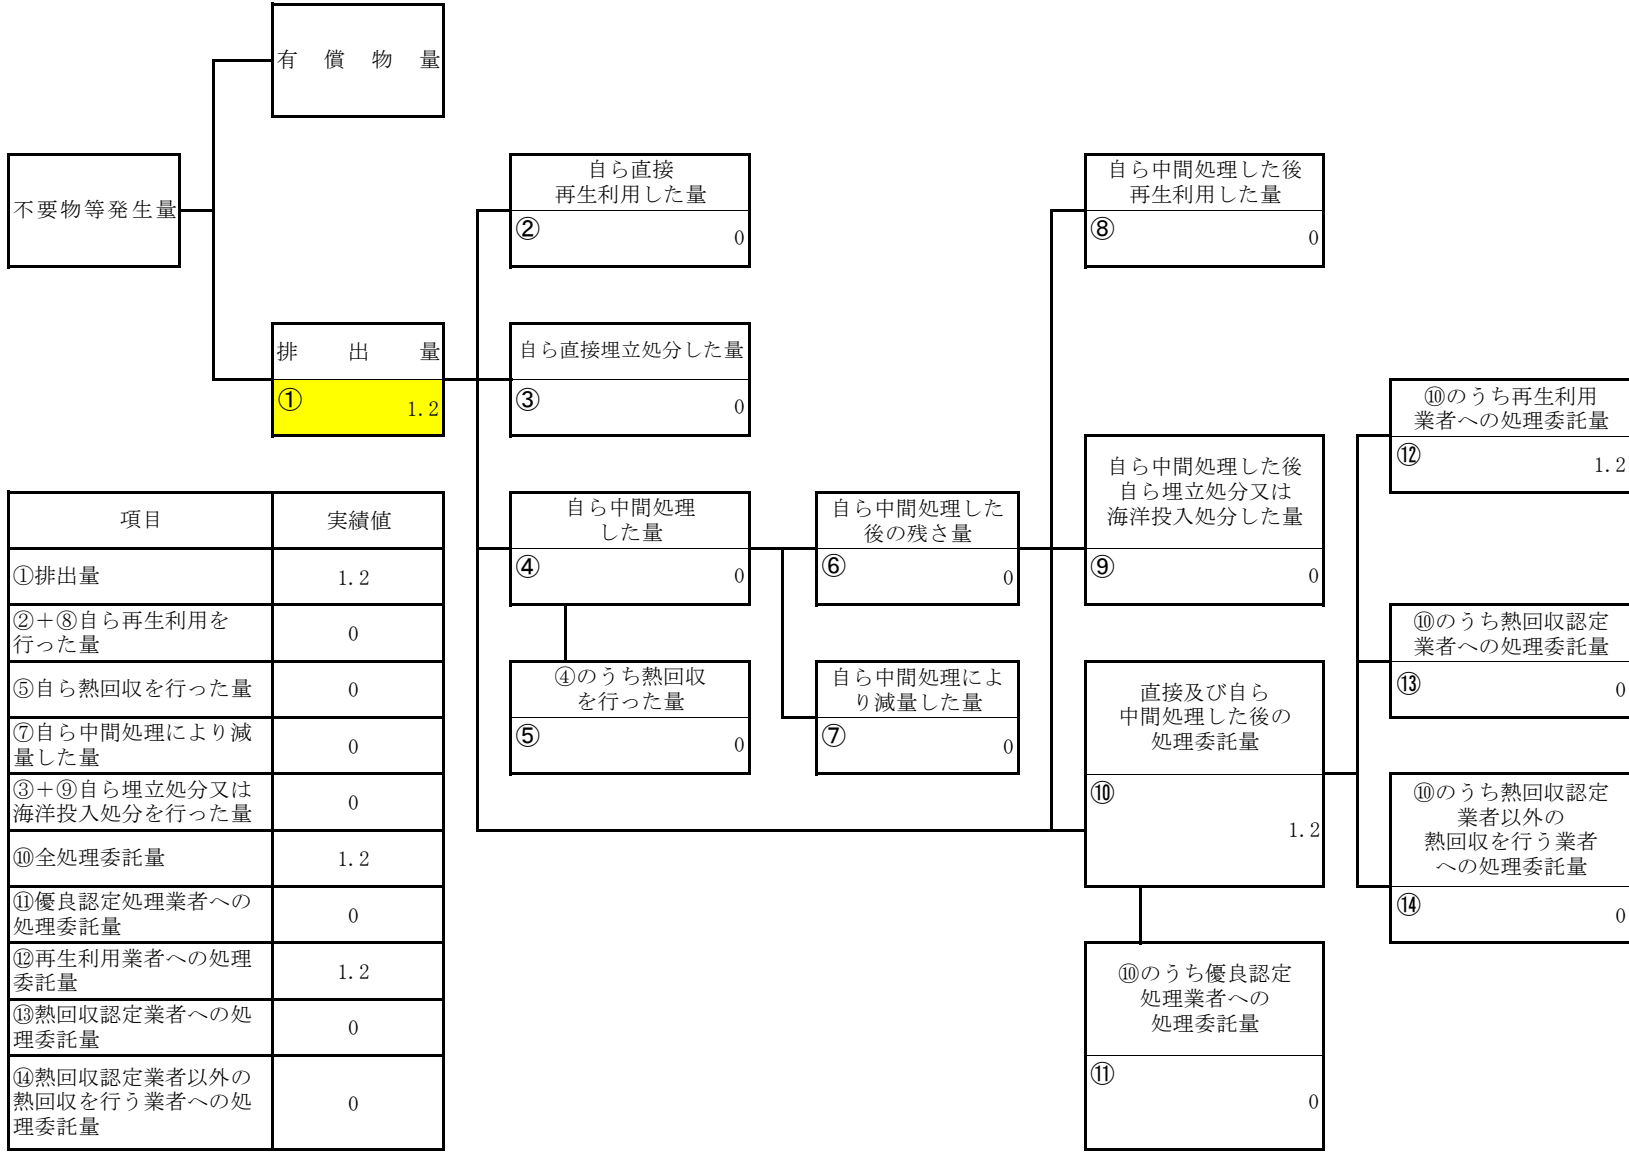 有償物量
不要物等発生量
排出量
①
1.2
自ら直接
再生利用した量
②
0
自ら直接埋立処分した量
③
0
自ら中間処理
した量
④
0
④のうち熱回収
を行った量
⑤
0
自ら中間処理した
後の残さ量
⑥
0
自ら中間処理によ
り減量した量
⑦
0
自ら中間処理した後
再生利用した量
⑧
0
自ら中間処理した後
自ら埋立処分又は
海洋投入処分した量
⑨
0
直接及び自ら
中間処理した後の
処理委託量
⑩
1.2
⑩のうち優良認定
処理業者への
処理委託量
⑪
0
⑩のうち再生利用
業者への処理委託量
⑫
1.2
⑩のうち熱回収認定
業者への処理委託量
⑬
0
⑩のうち熱回収認定
業者以外の
熱回収を行う業者
への処理委託量
⑭
0
項目 実績値
①排出量 1.2
②+⑧自ら再生利用を
行った量 0
⑤自ら熱回収を行った量 0
⑦自ら中間処理により減
量した量 0
③+⑨自ら埋立処分又は
海洋投入処分を行った量 0
⑩全処理委託量 1.2
⑪優良認定処理業者への
処理委託量 0
⑫再生利用業者への処理
委託量 1.2
⑬熱回収認定業者への処
理委託量 0
⑭熱回収認定業者以外の
熱回収を行う業者への処
理委託量 0